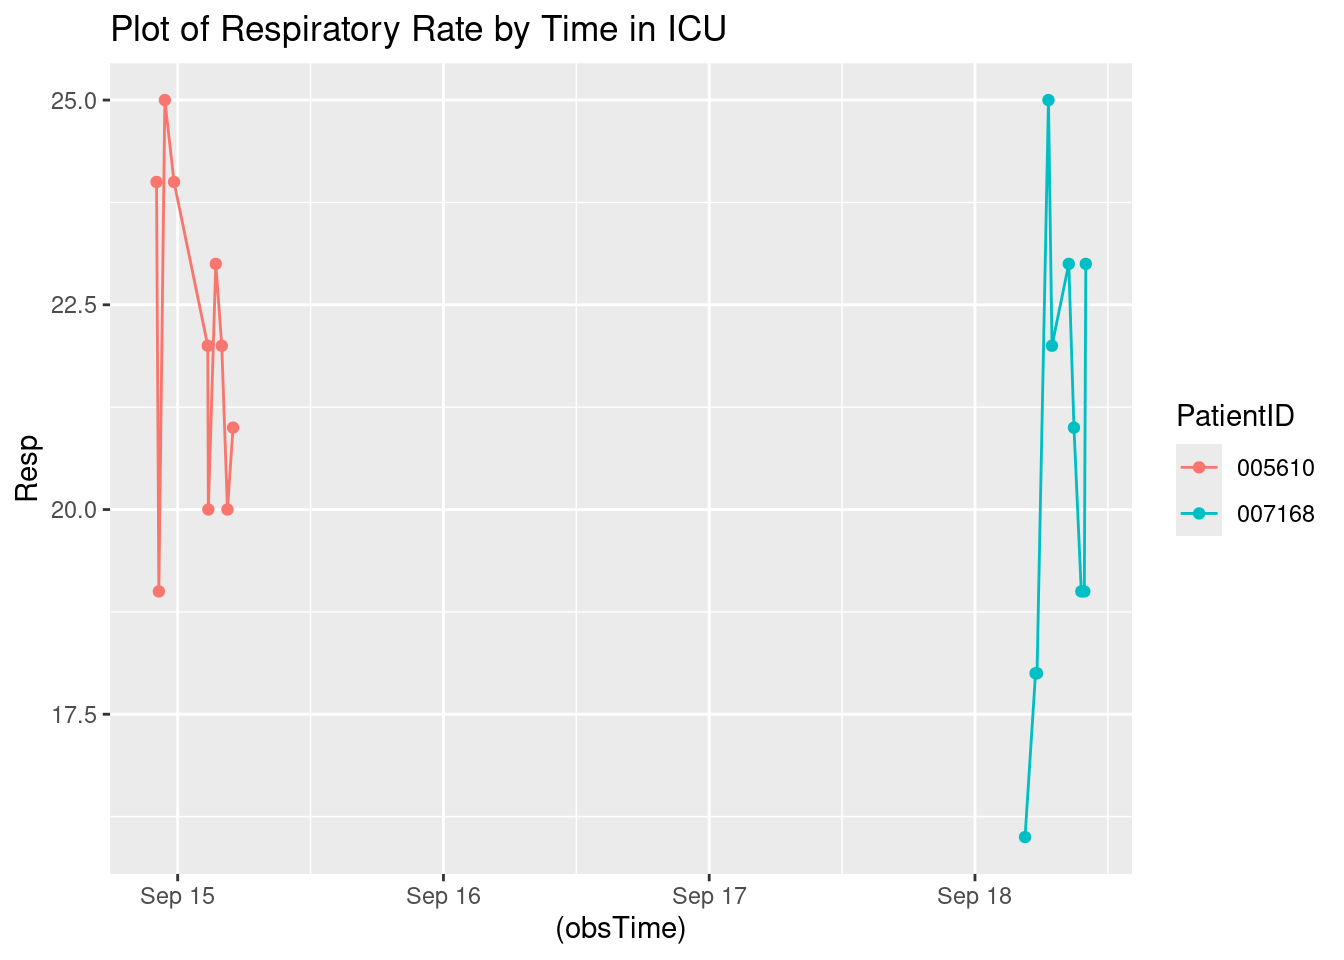 Plot of Respiratory Rate by Time in ICU
25.0
22.5
20.0
17.5
Resp
Sep 15 Sep 16 Sep 17 Sep 18
(obsTime)
PatientID
005610
007168